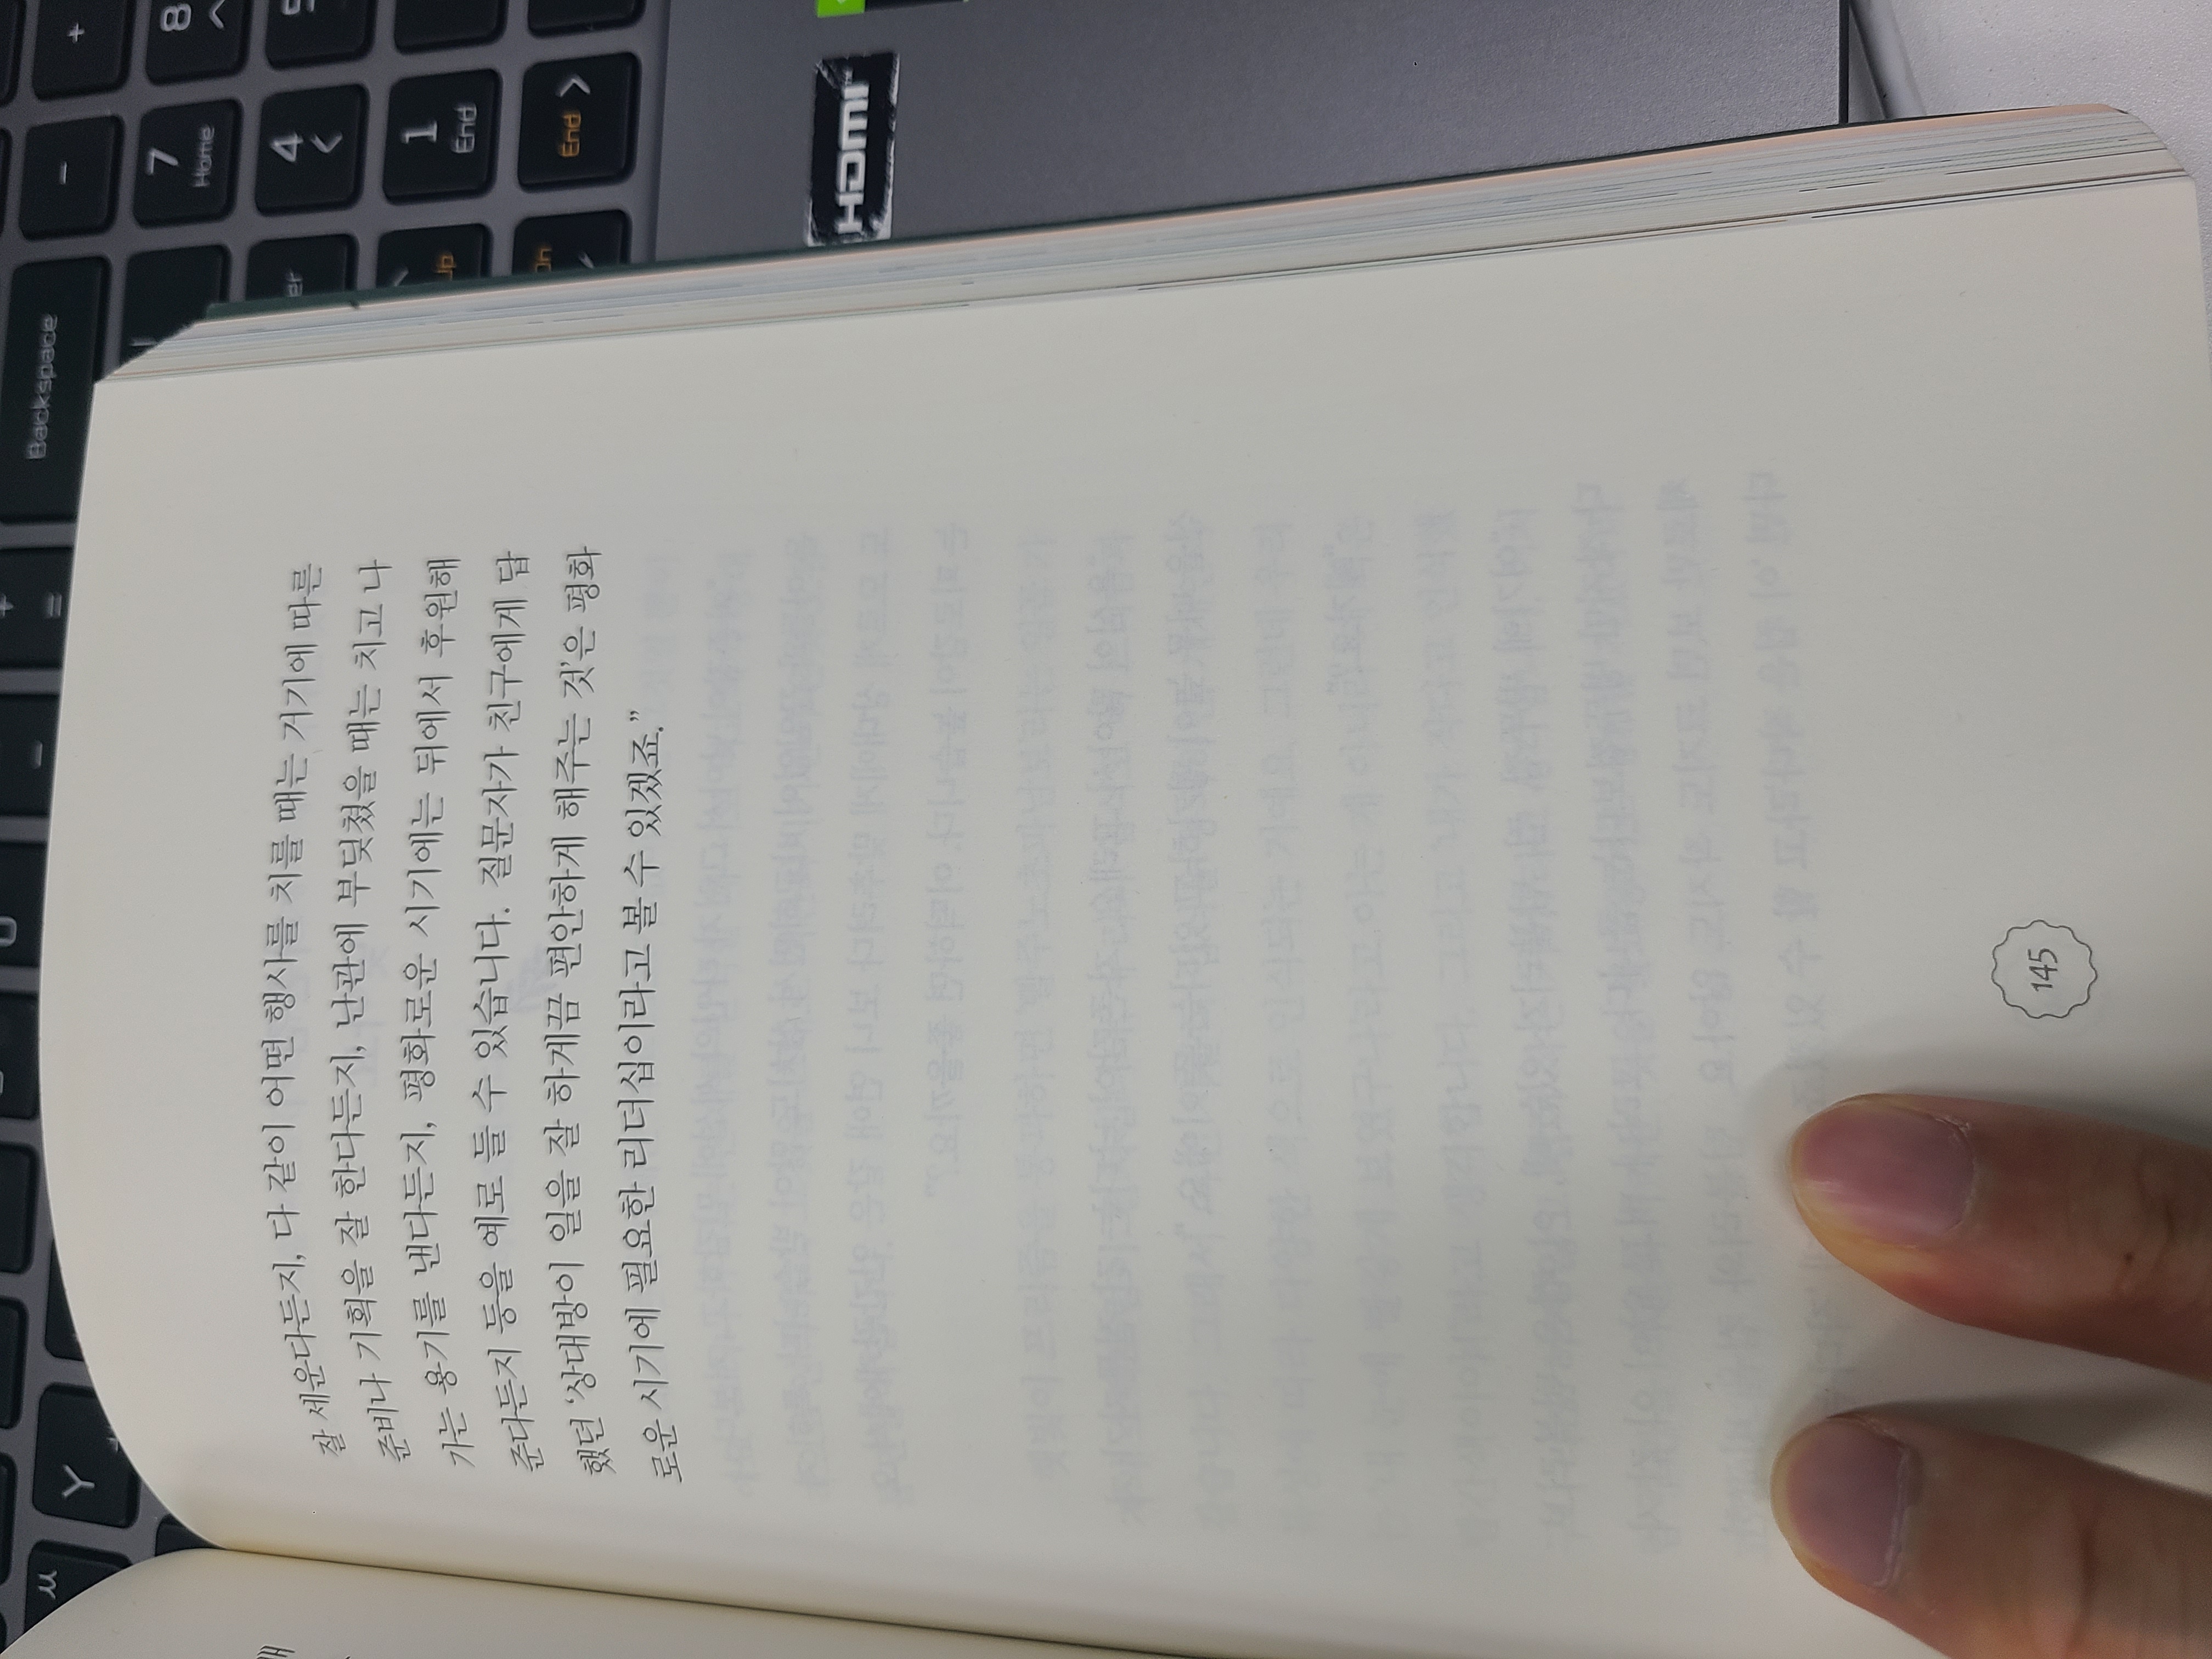 잘 세운다든지, 다 같이 어떤 행사를 치를 때는 거기에 따른
준비나 기획을 잘 한다든지, 난관에 부딪쳤을 때는 치고 나
가는 용기를 낸다든지, 평화로운 시기에는 뒤에서 후원해
준다든지 등을 예로 들 수 있습니다. 질문자가 친구에게 답
했던 ‘상대방이 일을 잘 하게끔 편안하게 해주는 것’은 평화
로운 시기에 필요한 리더십이라고 볼 수 있겠죠.”
145
ㅆ
Y
Backspace
-
+
-
=
+
7
Home
8
4
1
End
End
HDMI